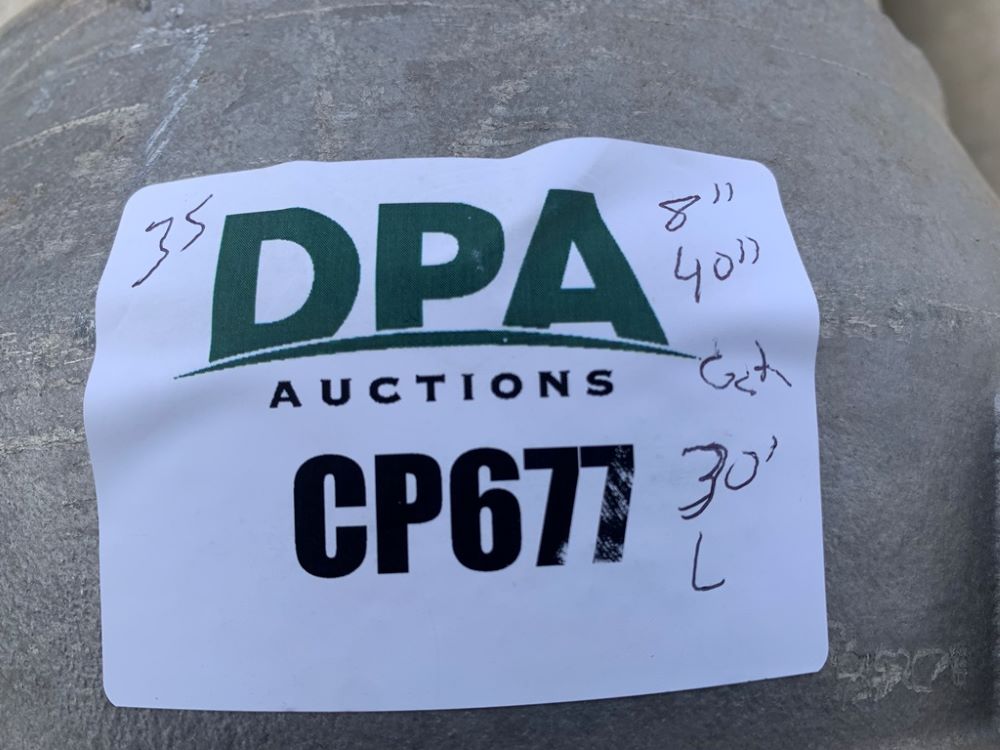 35
DPA
8"
40"
AUCTIONS
CP677
30'
L